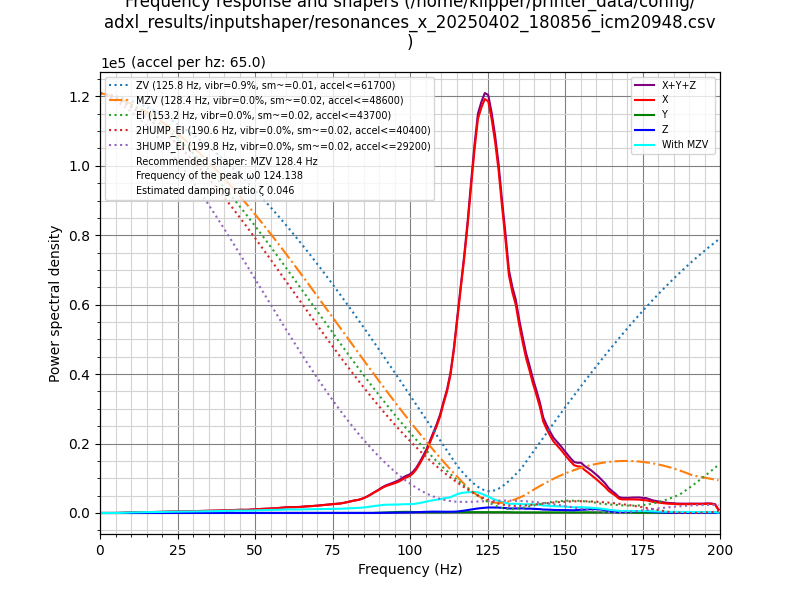 Frequency response and shapers (/home/klipper/printer_data/config/
adxl_results/inputshaper/resonances_x_20250402_180856_icm20948.csv
)
1e5 (accel per hz: 65.0)
ZV (125.8 Hz, vibr=0.9%, sm~=0.01, accel<=61700)
MZV (128.4 Hz, vibr=0.0%, sm~=0.02, accel<=48600)
EI (153.2 Hz, vibr=0.0%, sm~=0.02, accel<=43700)
2HUMP_EI (190.6 Hz, vibr=0.0%, sm~=0.02, accel<=40400)
3HUMP_EI (199.8 Hz, vibr=0.0%, sm~=0.02, accel<=29200)
Recommended shaper: MZV 128.4 Hz
Frequency of the peak ω0 124.138
Estimated damping ratio ζ 0.046
X+Y+Z
X
Y
Z
With MZV
1.2
1.0
0.8
0.6
0.4
0.2
0.0
Power spectral density
0 25 50 75 100 125 150 175 200
Frequency (Hz)